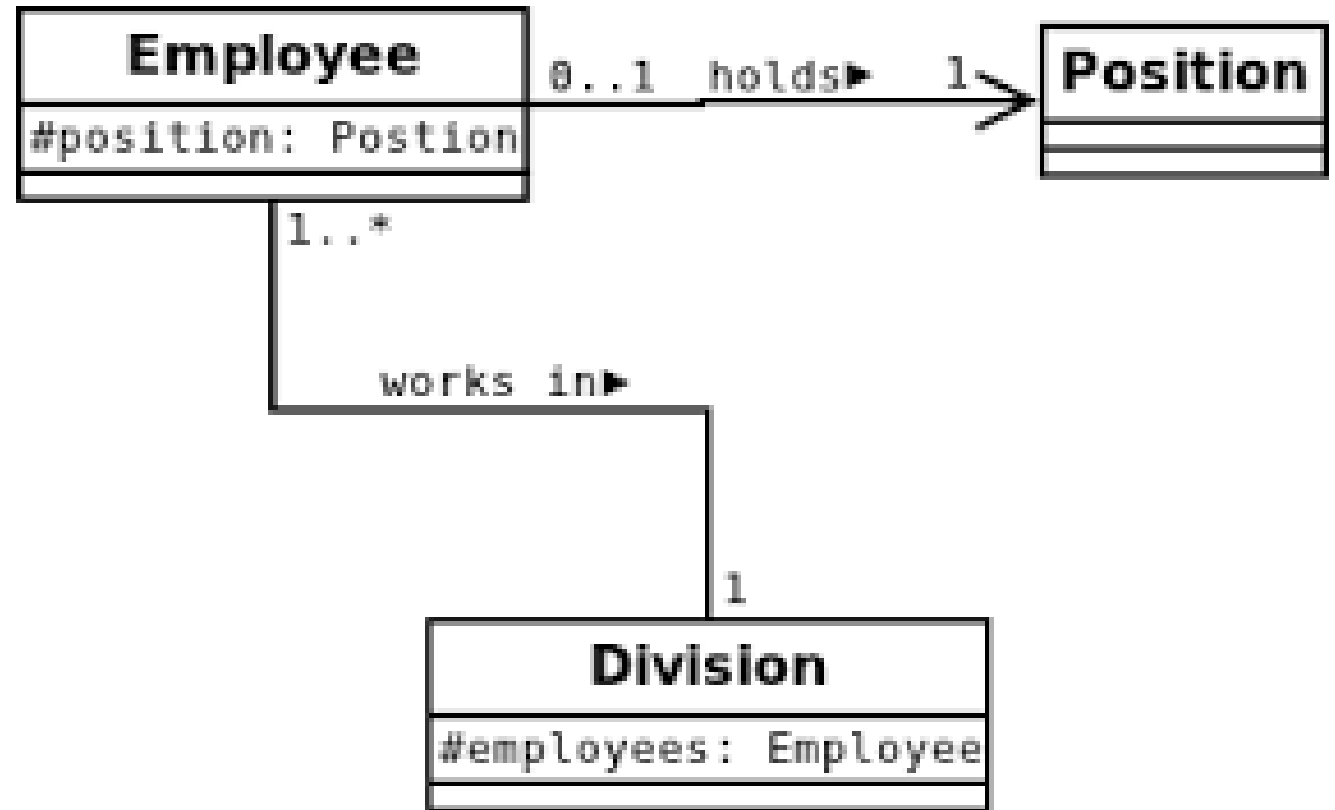 Employee
#position: Postion
0..1 holds▶ 1
Position
1..*
works in▶
1
Division
#employees: Employee